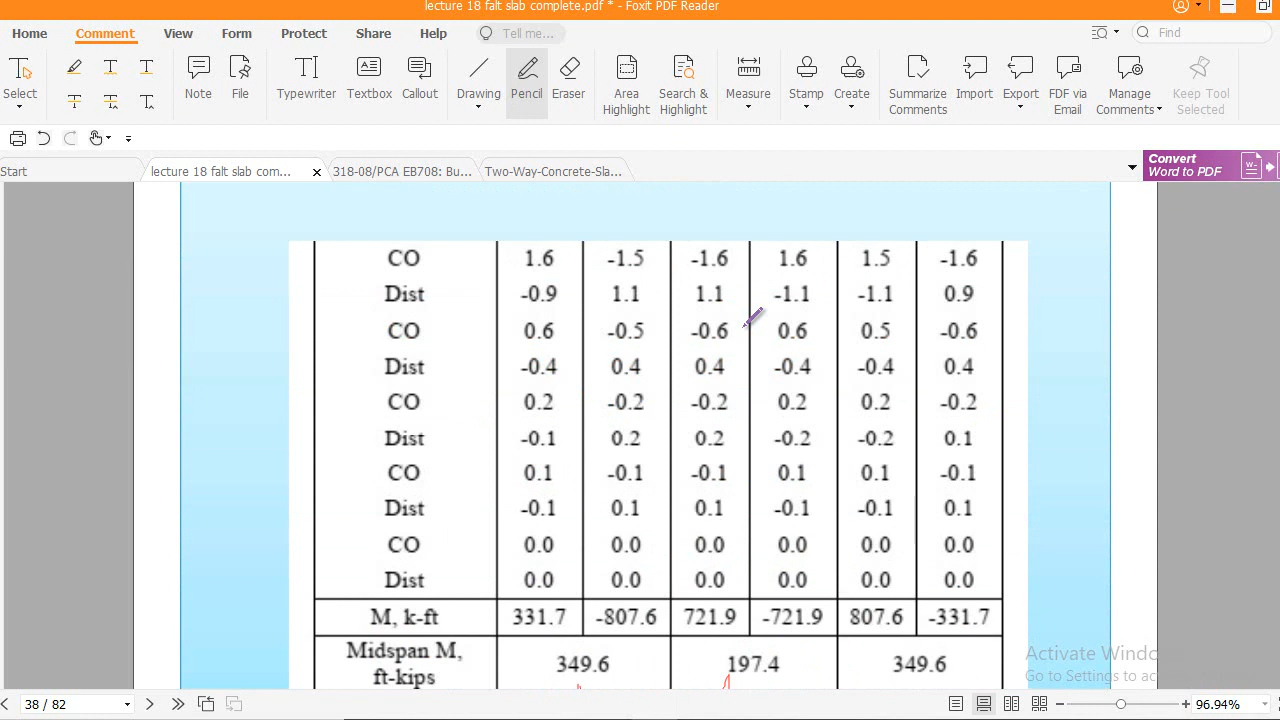 lecture 18 falt slab complete.pdf * - Foxit PDF Reader
Home Comment View Form Protect Share Help Tell me... Find
Select Note File Typewriter Textbox Callout Drawing Pencil Eraser Area Highlight Search & Highlight Measure Stamp Create Summarize Comments Import Export FDF via Email Manage Comments Keep Tool Selected
Start lecture 18 falt slab com... 318-08/PCA EB708: Bu... Two-Way-Concrete-Sla... Convert Word to PDF
CO 1.6 -1.5 -1.6 1.6 1.5 -1.6
Dist -0.9 1.1 1.1 -1.1 -1.1 0.9
CO 0.6 -0.5 -0.6 0.6 0.5 -0.6
Dist -0.4 0.4 0.4 -0.4 -0.4 0.4
CO 0.2 -0.2 -0.2 0.2 0.2 -0.2
Dist -0.1 0.2 0.2 -0.2 -0.2 0.1
CO 0.1 -0.1 -0.1 0.1 0.1 -0.1
Dist -0.1 0.1 0.1 -0.1 -0.1 0.1
CO 0.0 0.0 0.0 0.0 0.0 0.0
Dist 0.0 0.0 0.0 0.0 0.0 0.0
M, k-ft 331.7 -807.6 721.9 -721.9 807.6 -331.7
Midspan M, ft-kips 349.6 197.4 349.6
Activate Windo
Go to Settings to ac
38 / 82 96.94%